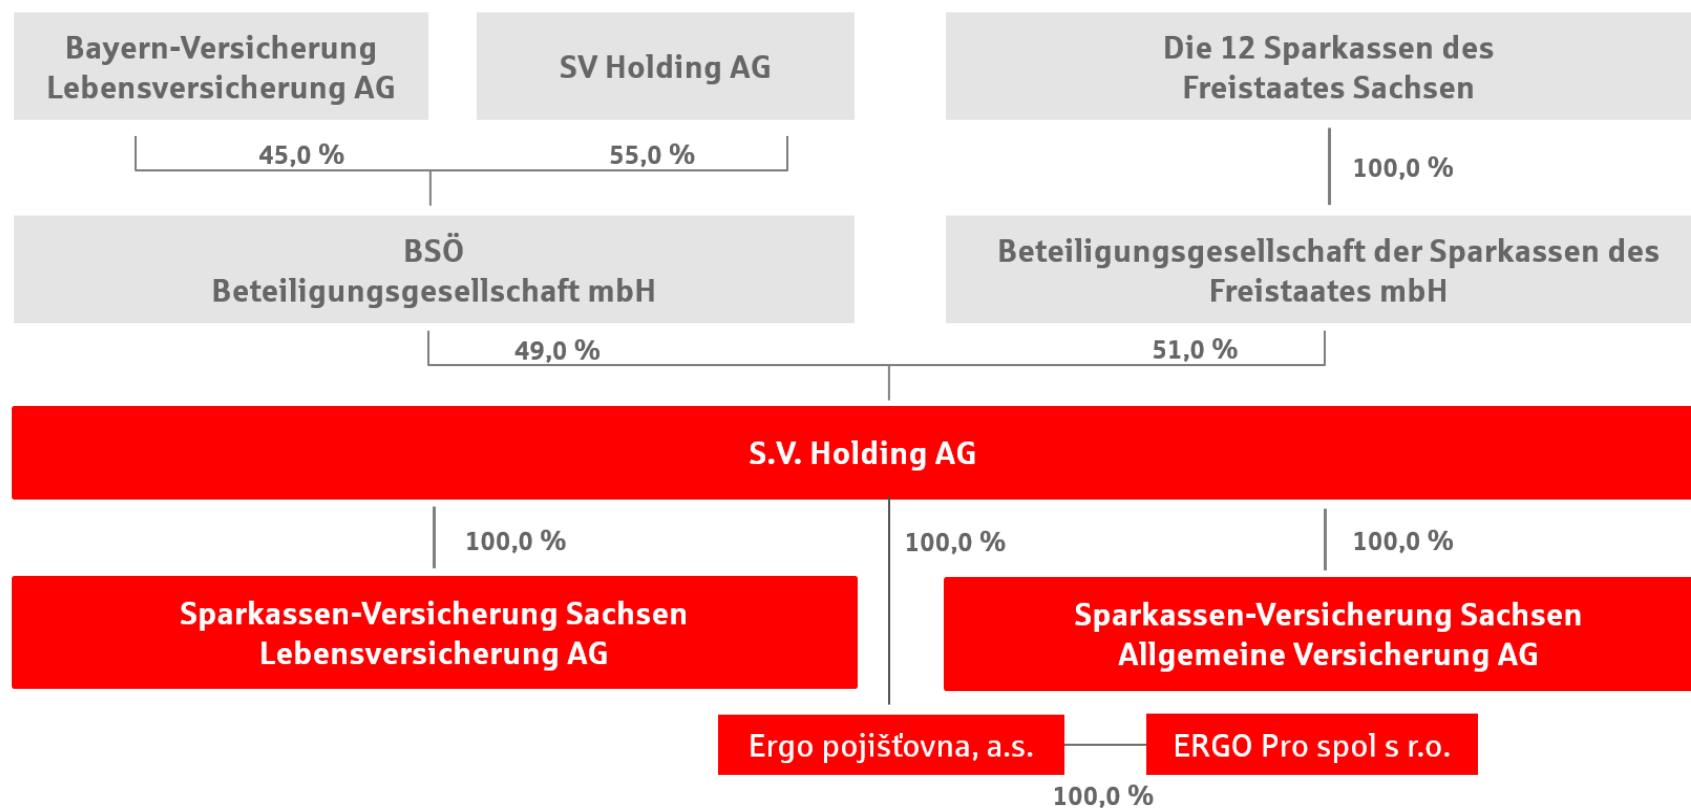 Bayern-Versicherung
Lebensversicherung AG
SV Holding AG
Die 12 Sparkassen des
Freistaates Sachsen
45,0 %
55,0 %
100,0 %
BSÖ
Beteiligungsgesellschaft mbH
Beteiligungsgesellschaft der Sparkassen des
Freistaates mbH
49,0 %
51,0 %
S.V. Holding AG
100,0 %
100,0 %
100,0 %
Sparkassen-Versicherung Sachsen
Lebensversicherung AG
Sparkassen-Versicherung Sachsen
Allgemeine Versicherung AG
Ergo pojišťovna, a.s.
ERGO Pro spol s r.o.
100,0 %